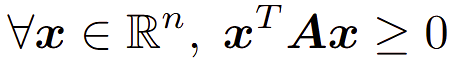 ∀𝒙 ∈ ℝⁿ, 𝒙ᵀ𝑨𝒙 ≥ 0